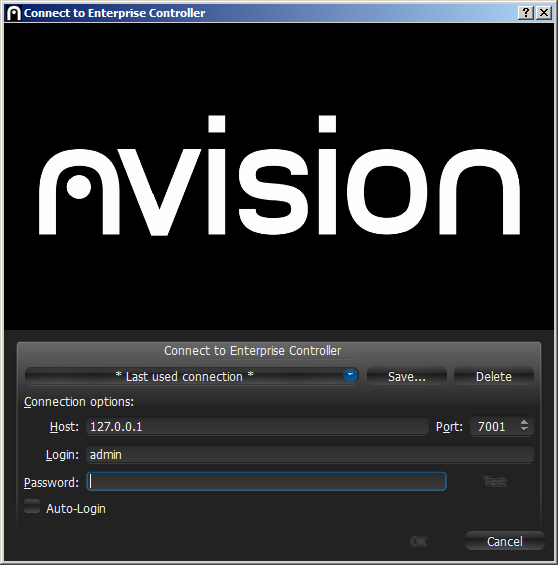 Connect to Enterprise Controller
nvision
Connect to Enterprise Controller
* Last used connection * Save... Delete
Connection options:
Host: 127.0.0.1 Port: 7001
Login: admin
Password: Test
Auto-Login
OK Cancel